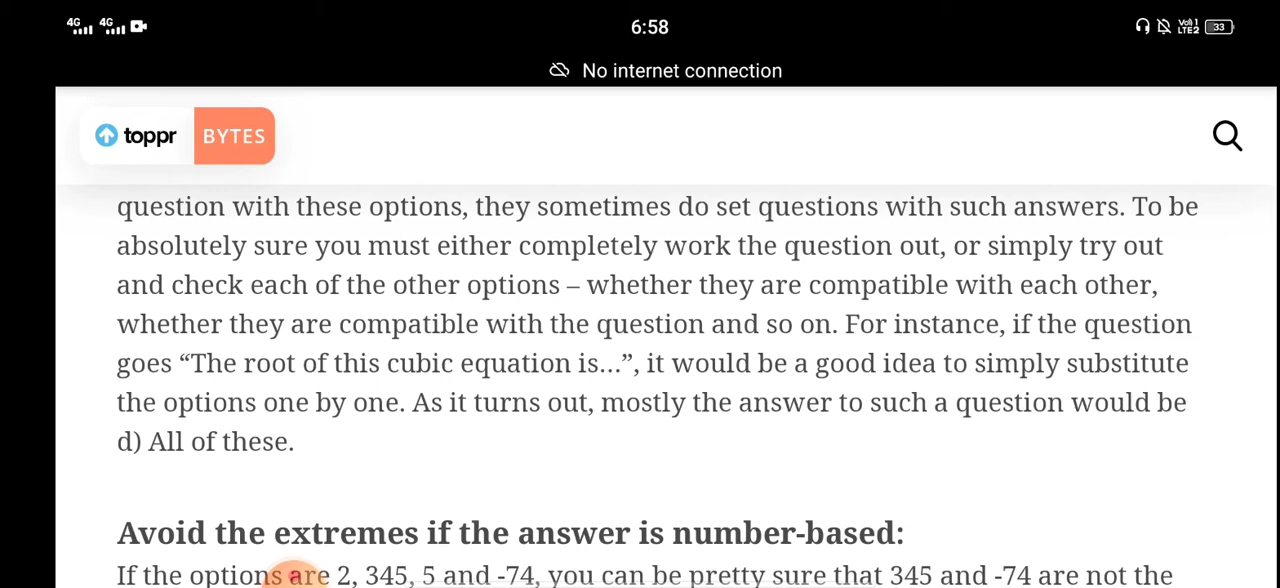 4G 4G 6:58 Vo)) 1 LTE2 33
No internet connection
toppr BYTES
question with these options, they sometimes do set questions with such answers. To be
absolutely sure you must either completely work the question out, or simply try out
and check each of the other options – whether they are compatible with each other,
whether they are compatible with the question and so on. For instance, if the question
goes “The root of this cubic equation is...”, it would be a good idea to simply substitute
the options one by one. As it turns out, mostly the answer to such a question would be
d) All of these.
Avoid the extremes if the answer is number-based:
If the options are 2, 345, 5 and -74, you can be pretty sure that 345 and -74 are not the